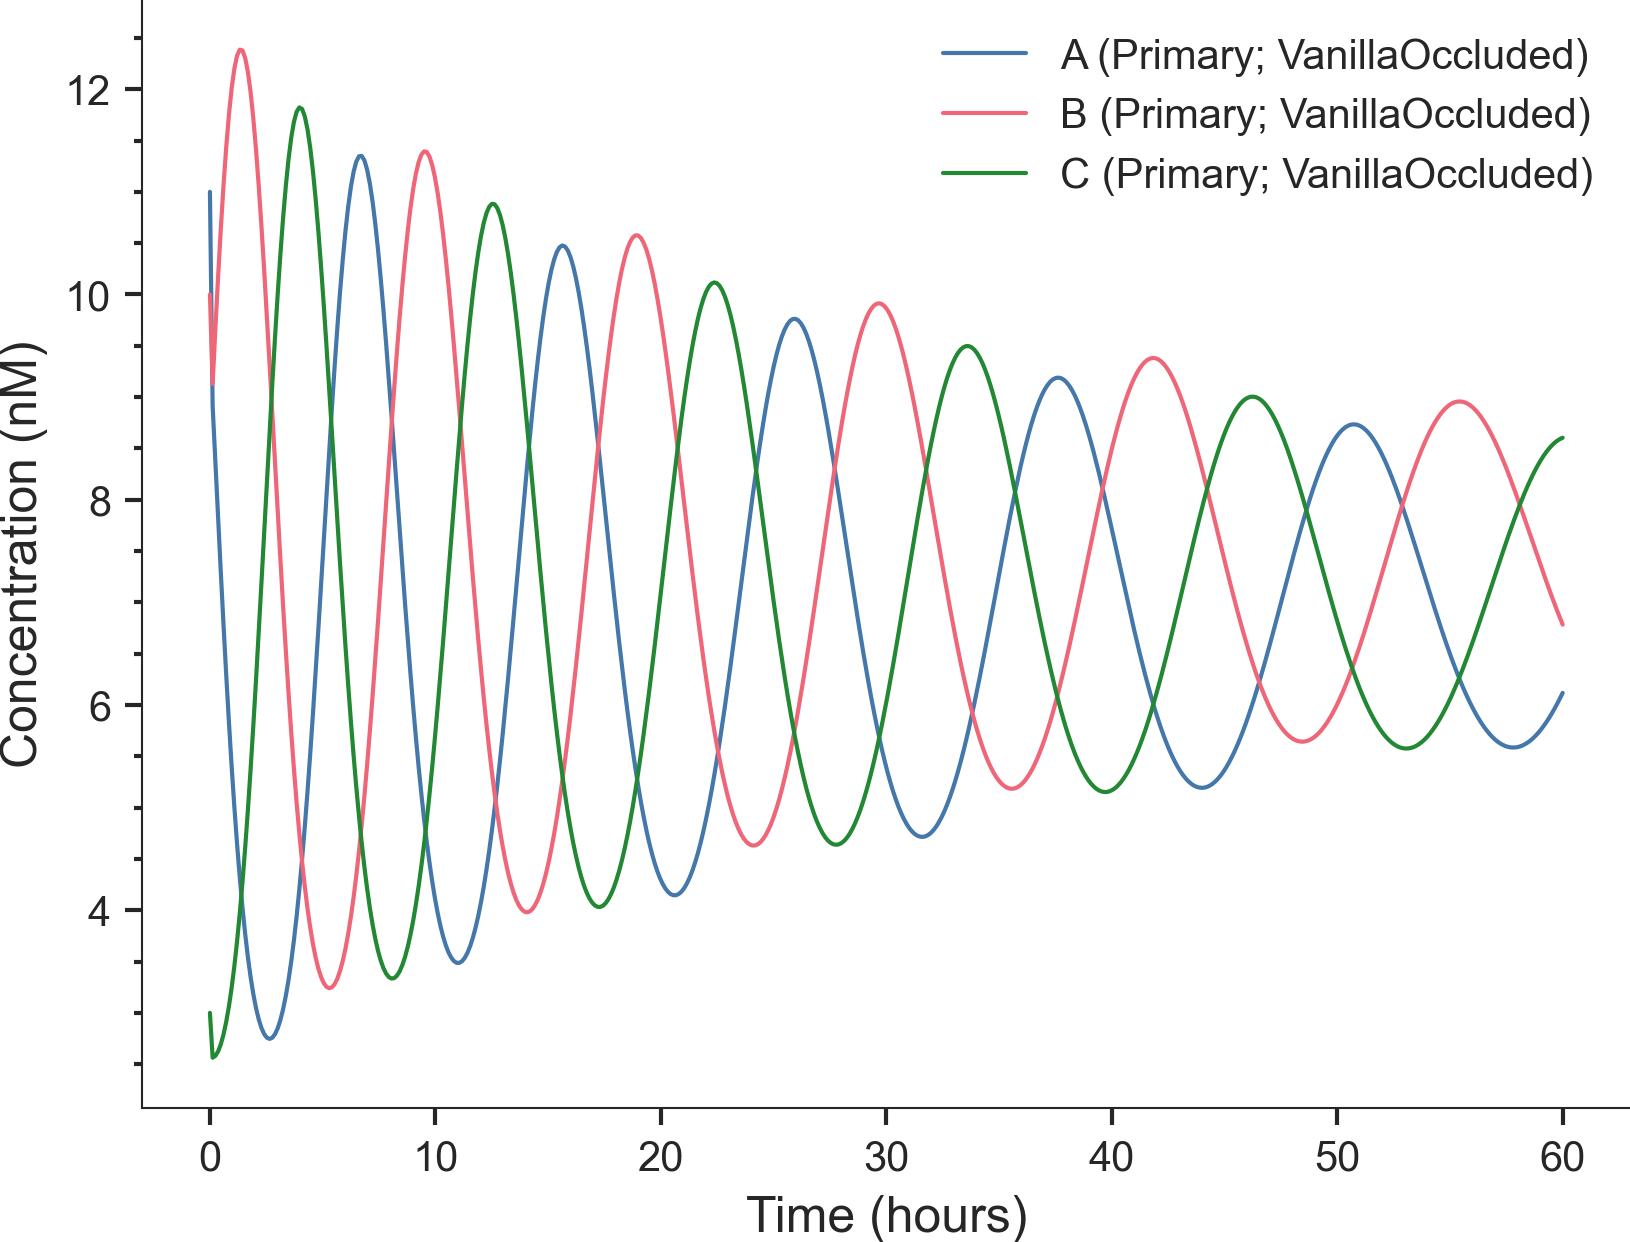 A (Primary; VanillaOccluded)
B (Primary; VanillaOccluded)
C (Primary; VanillaOccluded)
Concentration (nM)
12
10
8
6
4
0 10 20 30 40 50 60
Time (hours)